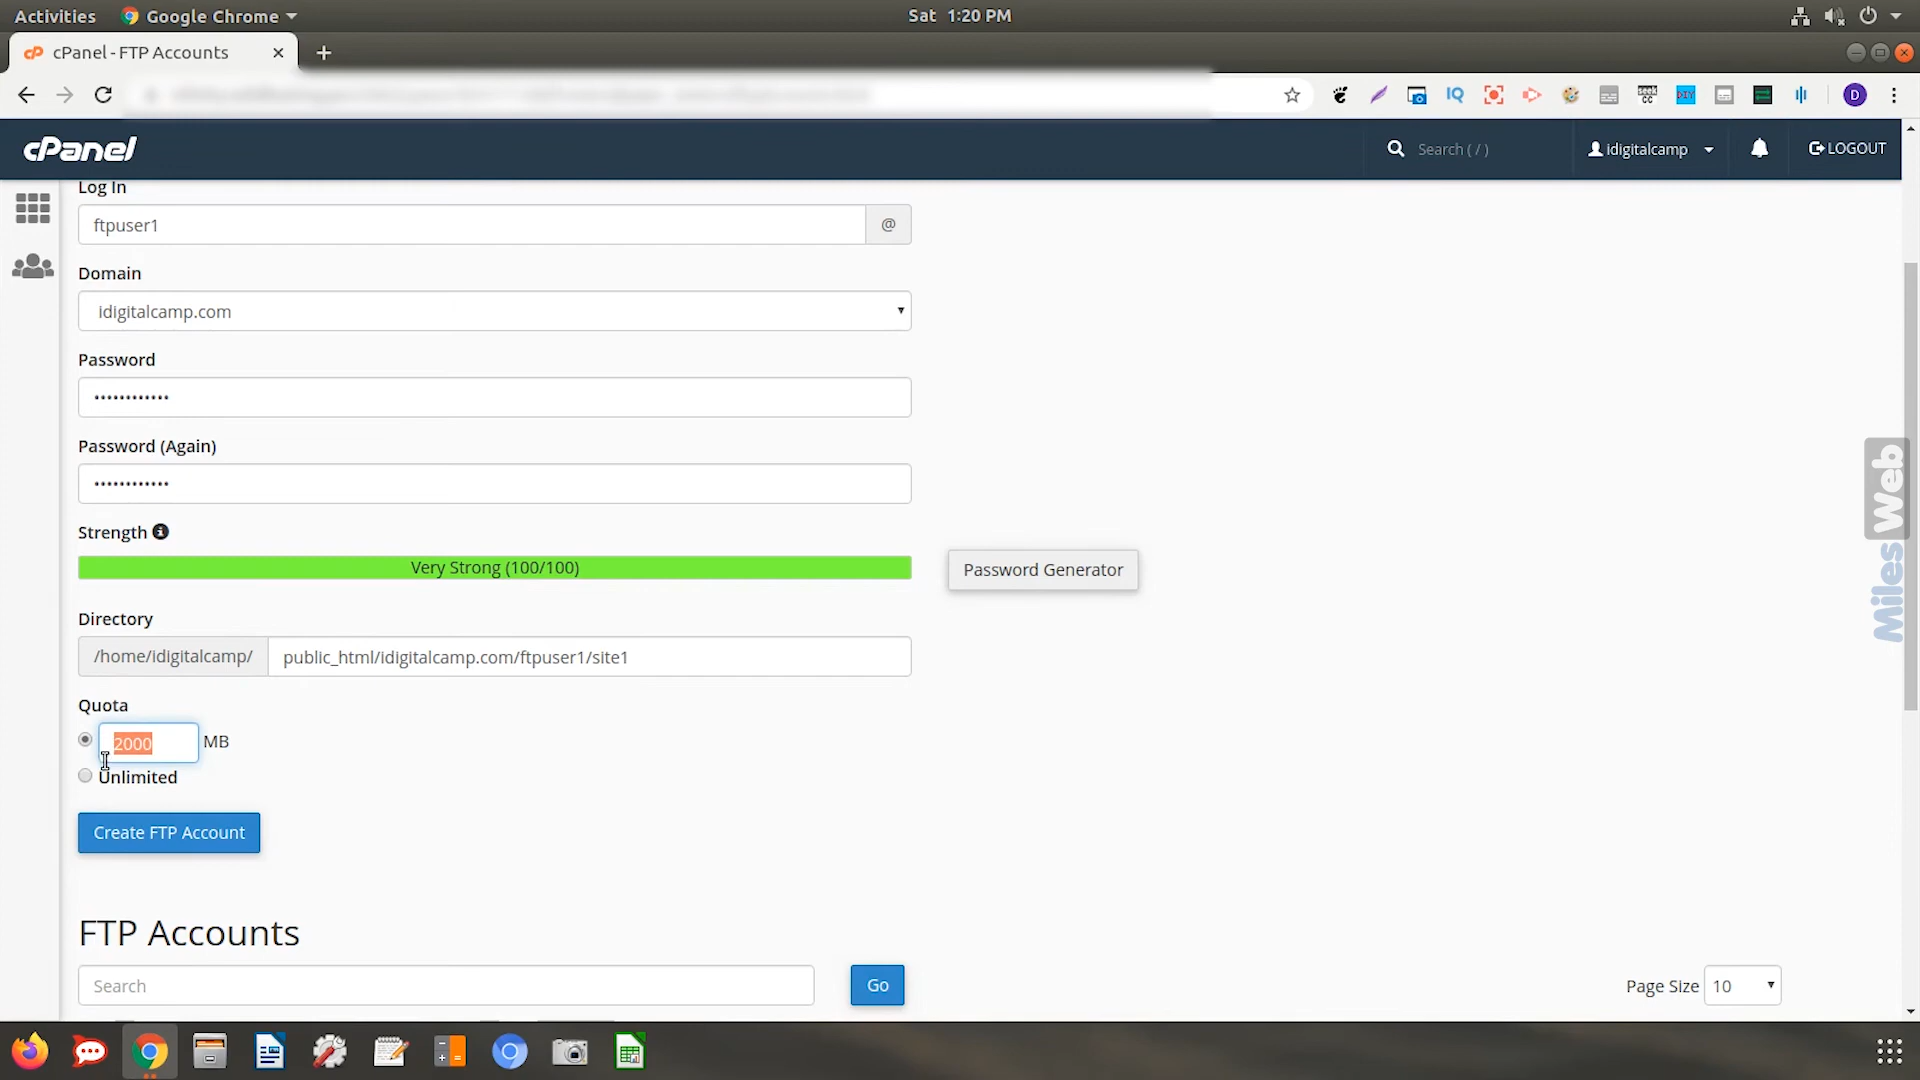 Activities
Google Chrome
Sat 1:20 PM
cPanel - FTP Accounts
cPanel
Search ( / )
idigitalcamp
LOGOUT
Log In
ftpuser1
@
Domain
idigitalcamp.com
Password
••••••••••••
Password (Again)
••••••••••••
Strength
Very Strong (100/100)
Password Generator
Directory
/home/idigitalcamp/
public_html/idigitalcamp.com/ftpuser1/site1
Quota
2000
MB
Unlimited
Create FTP Account
FTP Accounts
Search
Go
Page Size
10
MilesWeb